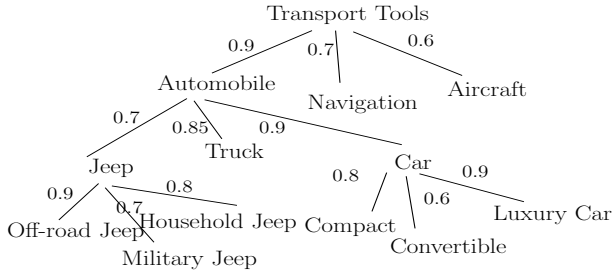 Transport Tools
0.9
0.7
0.6
Automobile
Navigation
Aircraft
0.7
0.85
0.9
Truck
Jeep
Car
0.9
0.7
0.8
0.8
0.6
0.9
Off-road Jeep
Household Jeep
Military Jeep
Compact
Convertible
Luxury Car